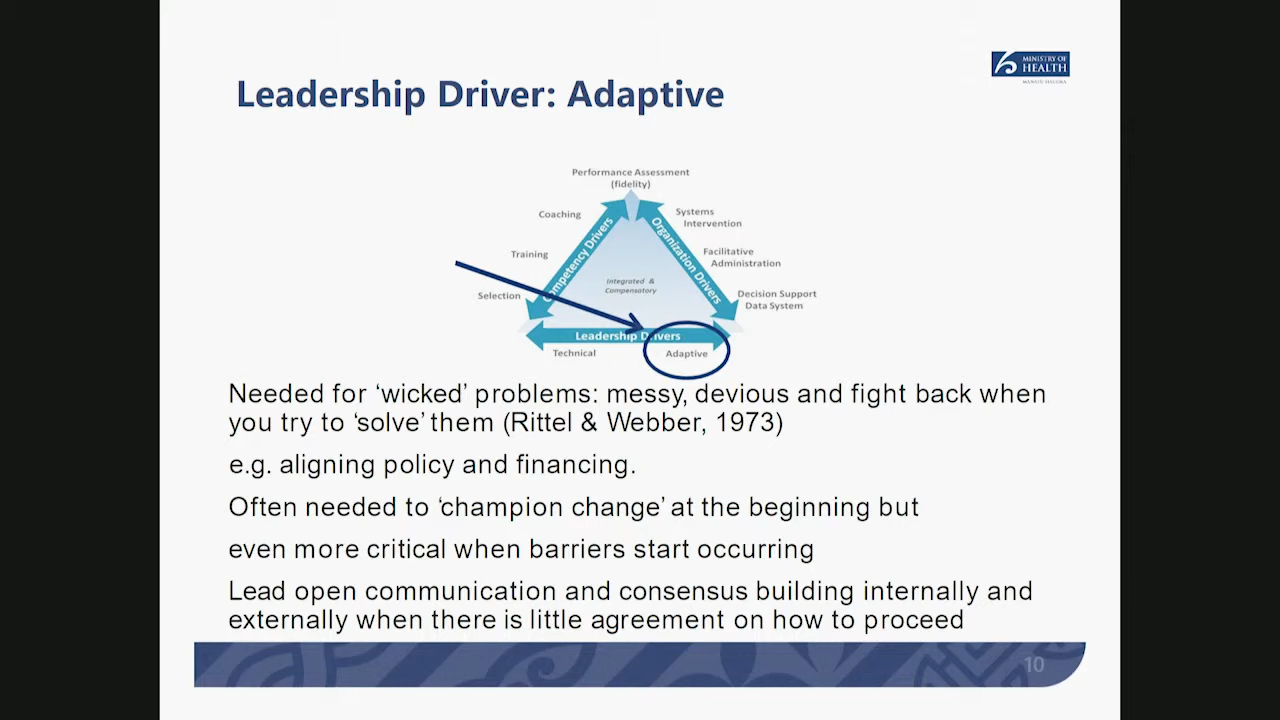 MINISTRY OF
HEALTH
MANATŪ HAUORA
Leadership Driver: Adaptive
Performance Assessment
(fidelity)
Coaching
Systems
Intervention
Training
Competency Drivers
Organization Drivers
Facilitative
Administration
Integrated &
Compensatory
Selection
Decision Support
Data System
Leadership Drivers
Technical
Adaptive
Needed for ‘wicked’ problems: messy, devious and fight back when
you try to ‘solve’ them (Rittel & Webber, 1973)
e.g. aligning policy and financing.
Often needed to ‘champion change’ at the beginning but
even more critical when barriers start occurring
Lead open communication and consensus building internally and
externally when there is little agreement on how to proceed
10